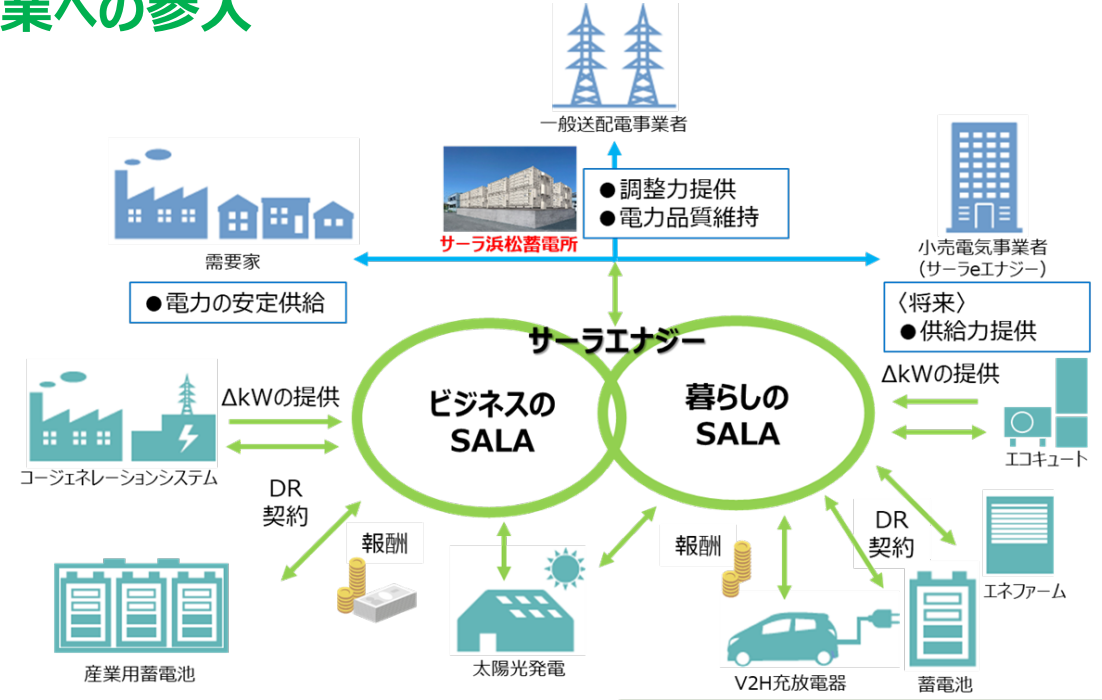 業への参入
一般送配電事業者
●調整力提供
●電力品質維持
サーラ浜松蓄電所
需要家
小売電気事業者
(サーラeエナジー)
●電力の安定供給
〈将来〉
●供給力提供
サーラエナジー
ビジネスの
SALA
暮らしの
SALA
ΔkWの提供
ΔkWの提供
コージェネレーションシステム
エコキュート
DR
契約
報酬
報酬
DR
契約
エネファーム
産業用蓄電池
太陽光発電
V2H充放電器
蓄電池